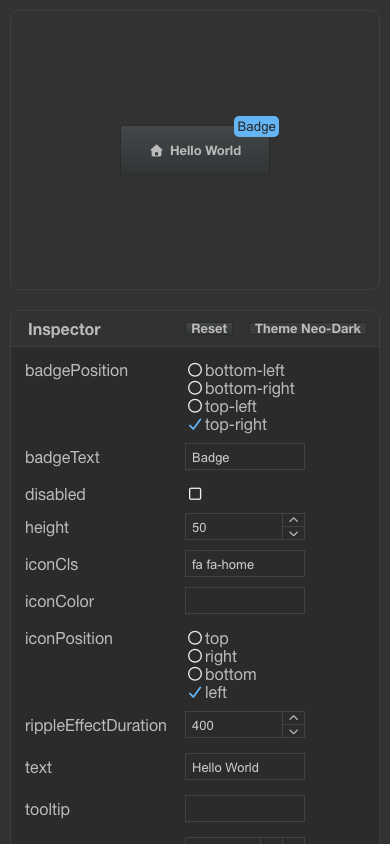 Badge
Hello World
Inspector
Reset
Theme Neo-Dark
badgePosition
bottom-left
bottom-right
top-left
top-right
badgeText
Badge
disabled
height
50
iconCls
fa fa-home
iconColor
iconPosition
top
right
bottom
left
rippleEffectDuration
400
text
Hello World
tooltip